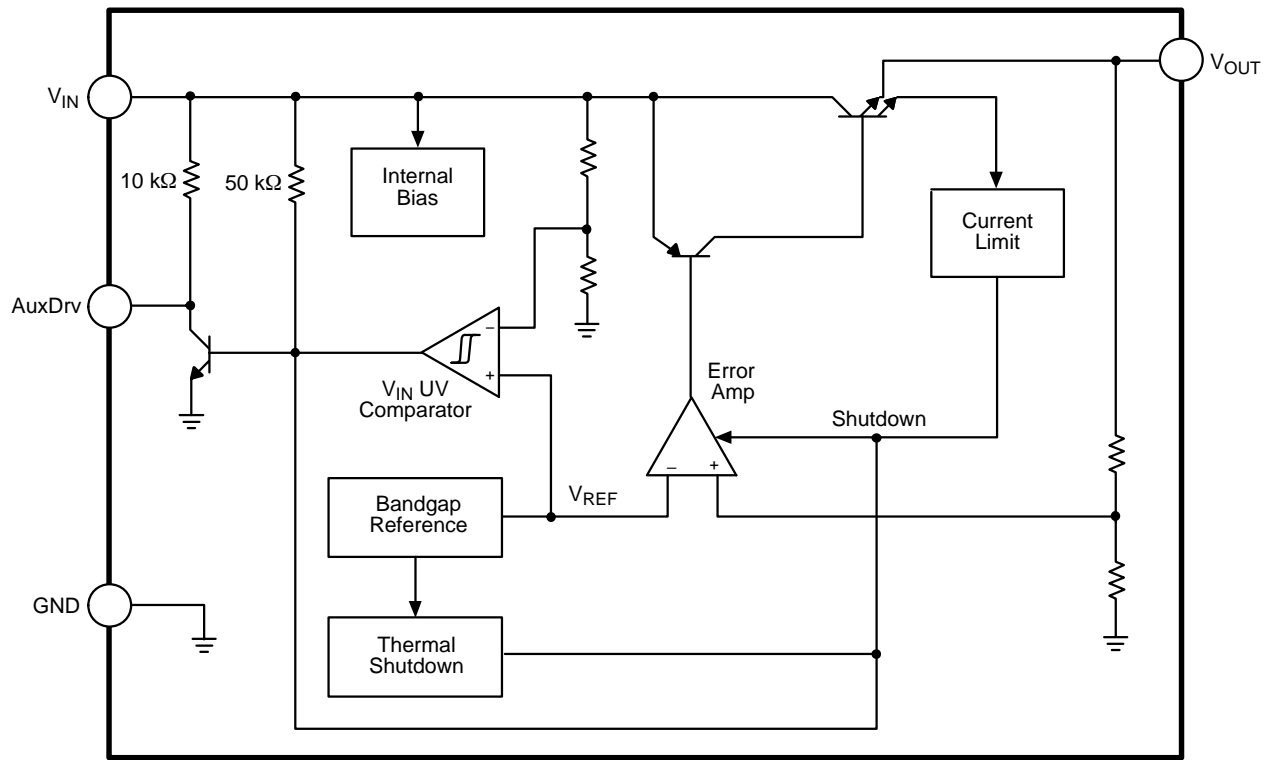 V_IN
V_OUT
10 kΩ
50 kΩ
Internal
Bias
Current
Limit
AuxDrv
−
+
V_IN UV
Comparator
Error
Amp
Shutdown
−
+
Bandgap
Reference
V_REF
GND
Thermal
Shutdown